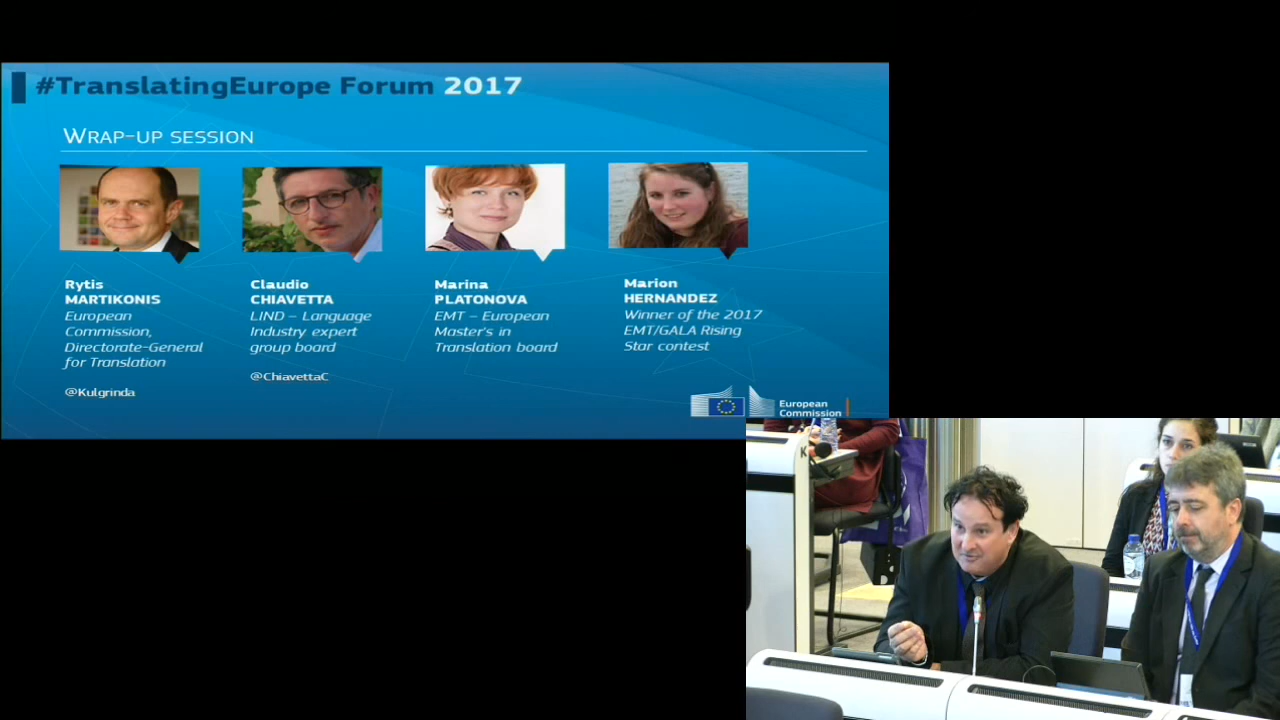 #TranslatingEurope Forum 2017
WRAP-UP SESSION
Rytis
MARTIKONIS
European
Commission,
Directorate-General
for Translation
@Kulgrinda
Claudio
CHIAVETTA
LIND – Language
Industry expert
group board
@ChiavettaC
Marina
PLATONOVA
EMT – European
Master's in
Translation board
Marion
HERNANDEZ
Winner of the 2017
EMT/GALA Rising
Star contest
European
Commission
K